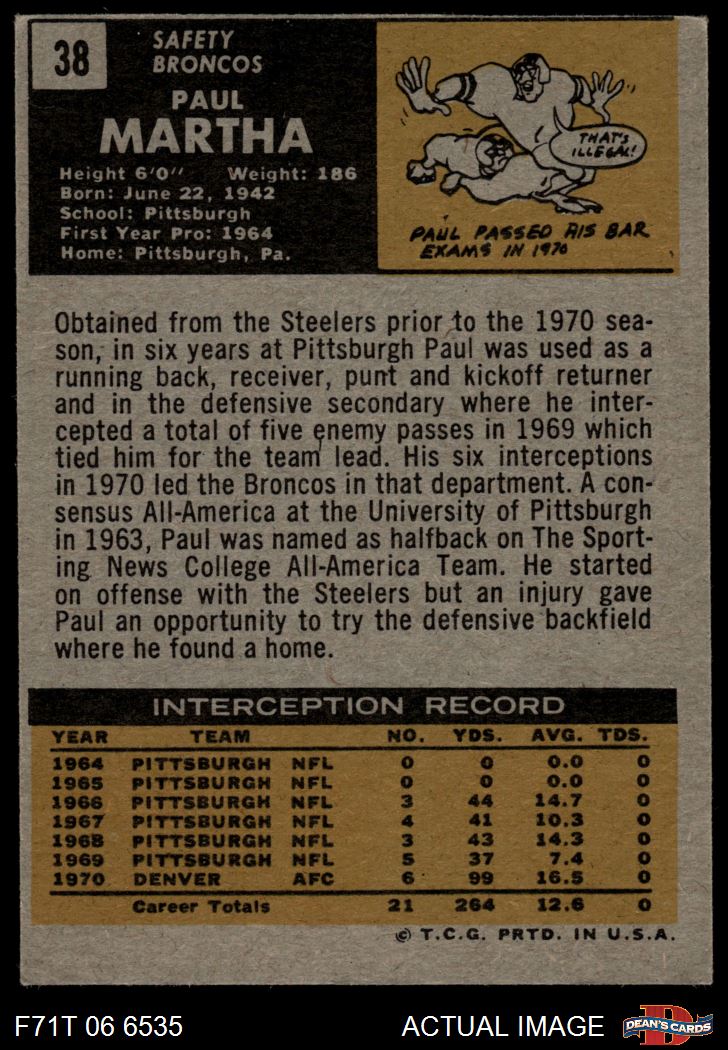 38
SAFETY
BRONCOS
PAUL
MARTHA
Height 6'0" Weight: 186
Born: June 22, 1942
School: Pittsburgh
First Year Pro: 1964
Home: Pittsburgh, Pa.
THAT'S
ILLEGAL!
PAUL PASSED HIS BAR
EXAMS IN 1970
Obtained from the Steelers prior to the 1970 sea-
son, in six years at Pittsburgh Paul was used as a
running back, receiver, punt and kickoff returner
and in the defensive secondary where he inter-
cepted a total of five enemy passes in 1969 which
tied him for the team lead. His six interceptions
in 1970 led the Broncos in that department. A con-
sensus All-America at the University of Pittsburgh
in 1963, Paul was named as halfback on The Sport-
ing News College All-America Team. He started
on offense with the Steelers but an injury gave
Paul an opportunity to try the defensive backfield
where he found a home.
INTERCEPTION RECORD
YEAR TEAM NO. YDS. AVG. TDS.
1964 PITTSBURGH NFL 0 0 0.0 0
1965 PITTSBURGH NFL 0 0 0.0 0
1966 PITTSBURGH NFL 3 44 14.7 0
1967 PITTSBURGH NFL 4 41 10.3 0
1968 PITTSBURGH NFL 3 43 14.3 0
1969 PITTSBURGH NFL 5 37 7.4 0
1970 DENVER AFC 6 99 16.5 0
Career Totals 21 264 12.6 0
© T.C.G. PRTD. IN U.S.A.
F71T 06 6535 ACTUAL IMAGE D DEAN'S CARDS